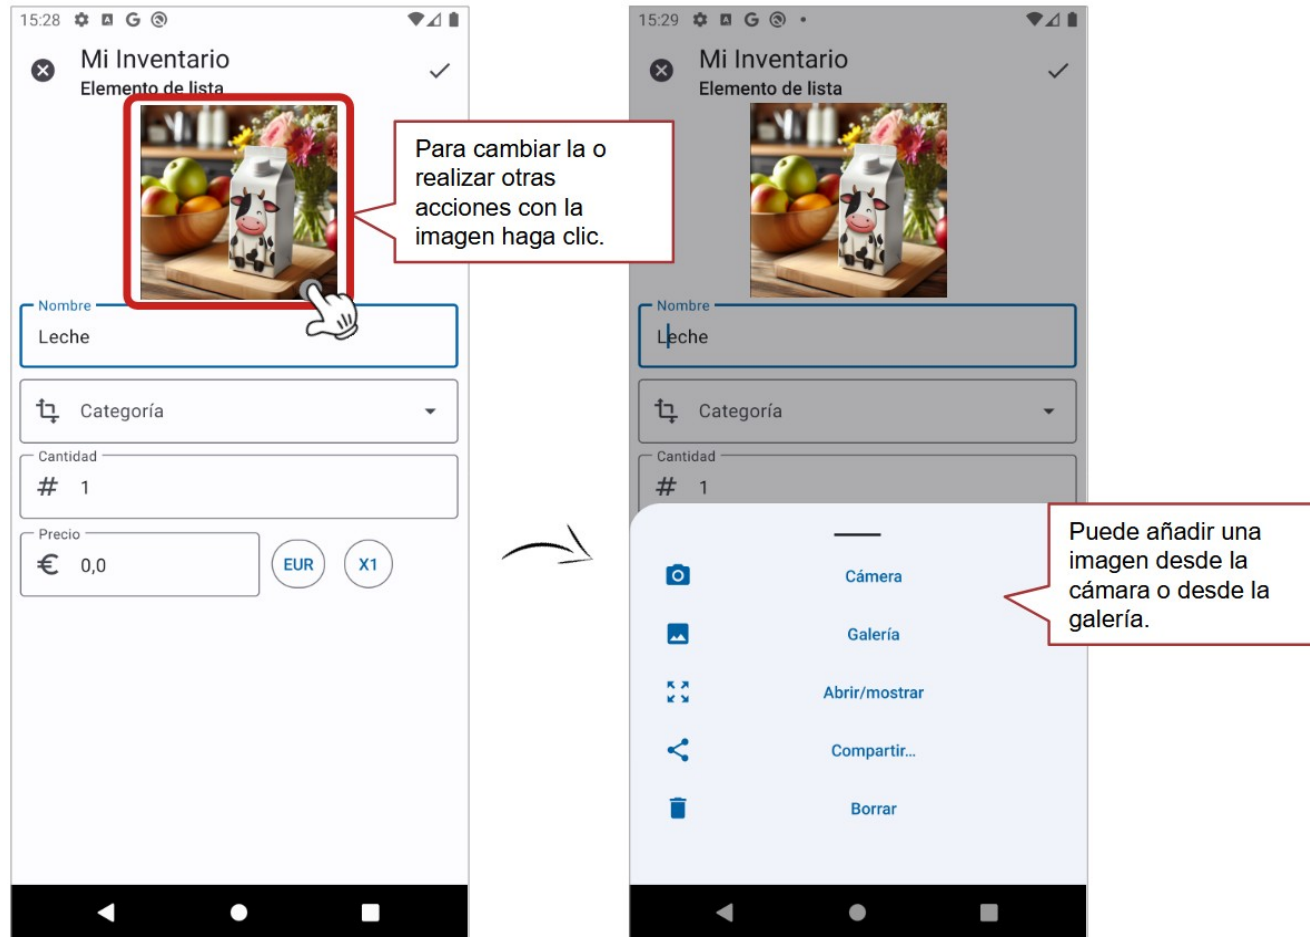 15:28
Mi Inventario
Elemento de lista
Para cambiar la o
realizar otras
acciones con la
imagen haga clic.
Nombre
Leche
Categoría
Cantidad
# 1
Precio
€ 0,0
EUR
X1
15:29
Mi Inventario
Elemento de lista
Nombre
Leche
Categoría
Cantidad
# 1
Puede añadir una
imagen desde la
cámara o desde la
galería.
Cámera
Galería
Abrir/mostrar
Compartir...
Borrar